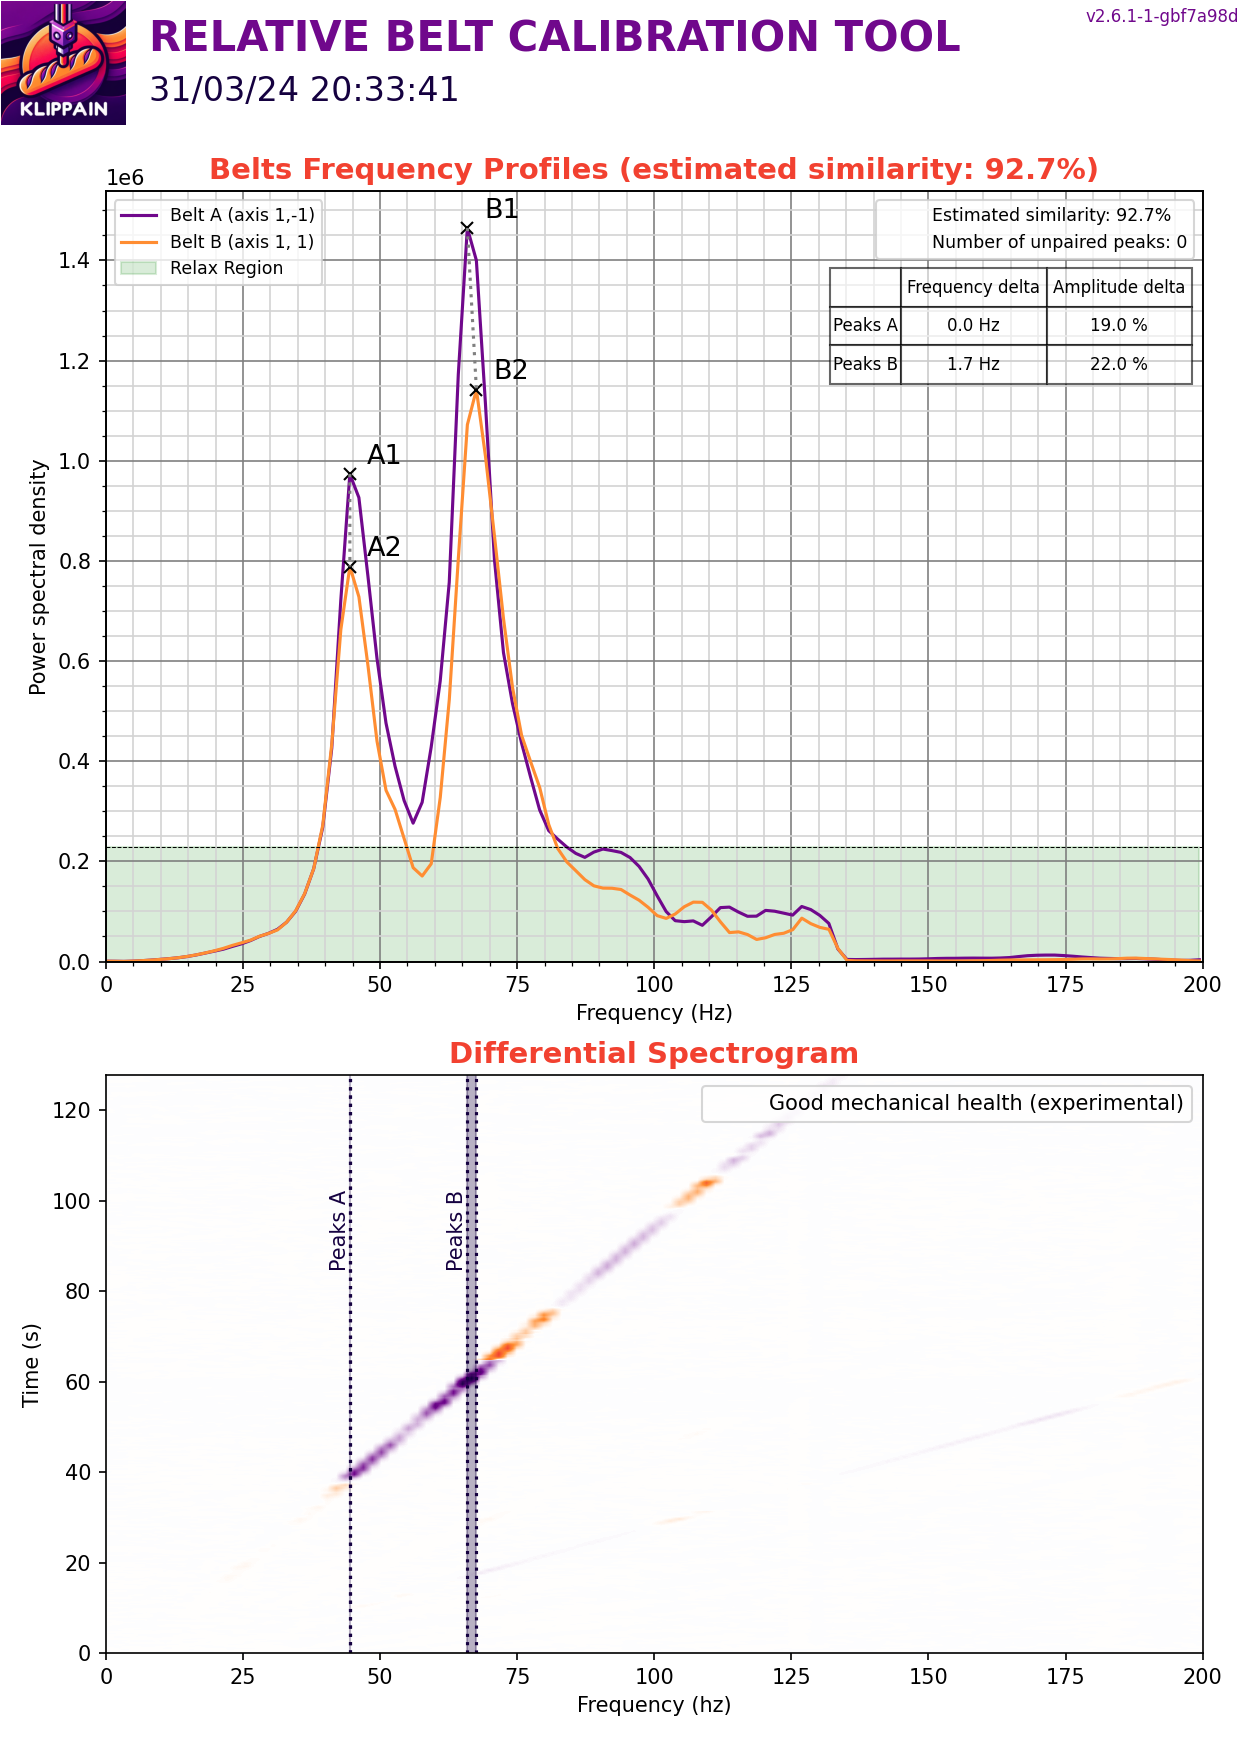 v2.6.1-1-gbf7a98d
RELATIVE BELT CALIBRATION TOOL
31/03/24 20:33:41
KLIPPAIN
Belts Frequency Profiles (estimated similarity: 92.7%)
1e6
Belt A (axis 1,-1)
Belt B (axis 1, 1)
Relax Region
Estimated similarity: 92.7%
Number of unpaired peaks: 0
Frequency delta Amplitude delta
Peaks A 0.0 Hz 19.0 %
Peaks B 1.7 Hz 22.0 %
B1
B2
A1
A2
Power spectral density
1.4
1.2
1.0
0.8
0.6
0.4
0.2
0.0
0 25 50 75 100 125 150 175 200
Frequency (Hz)
Differential Spectrogram
Good mechanical health (experimental)
Peaks A
Peaks B
Time (s)
120
100
80
60
40
20
0
0 25 50 75 100 125 150 175 200
Frequency (hz)